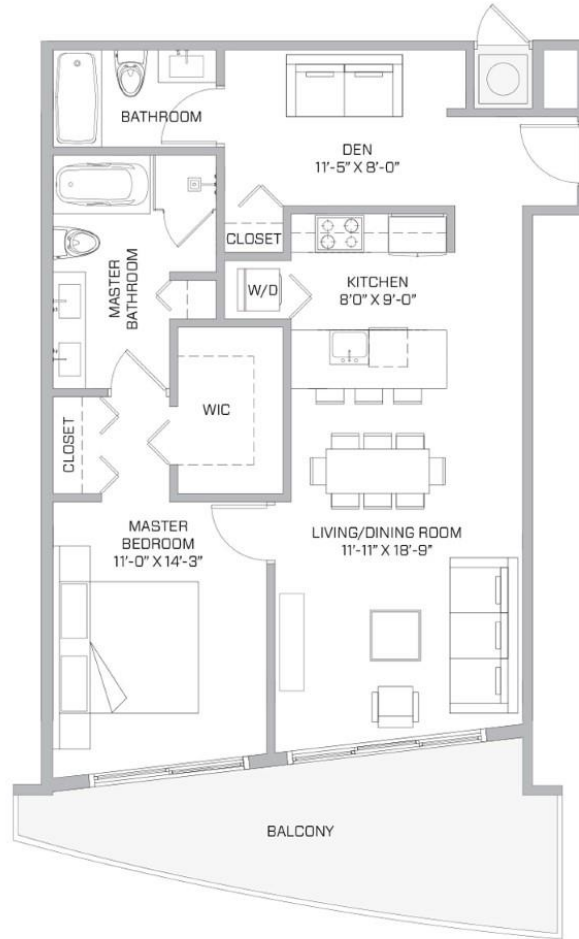 BATHROOM
DEN
11'-5" X 8'-0"
CLOSET
MASTER
BATHROOM
W/D
KITCHEN
8'0" X 9'-0"
CLOSET
WIC
MASTER
BEDROOM
11'-0" X 14'-3"
LIVING/DINING ROOM
11'-11" X 18'-9"
BALCONY